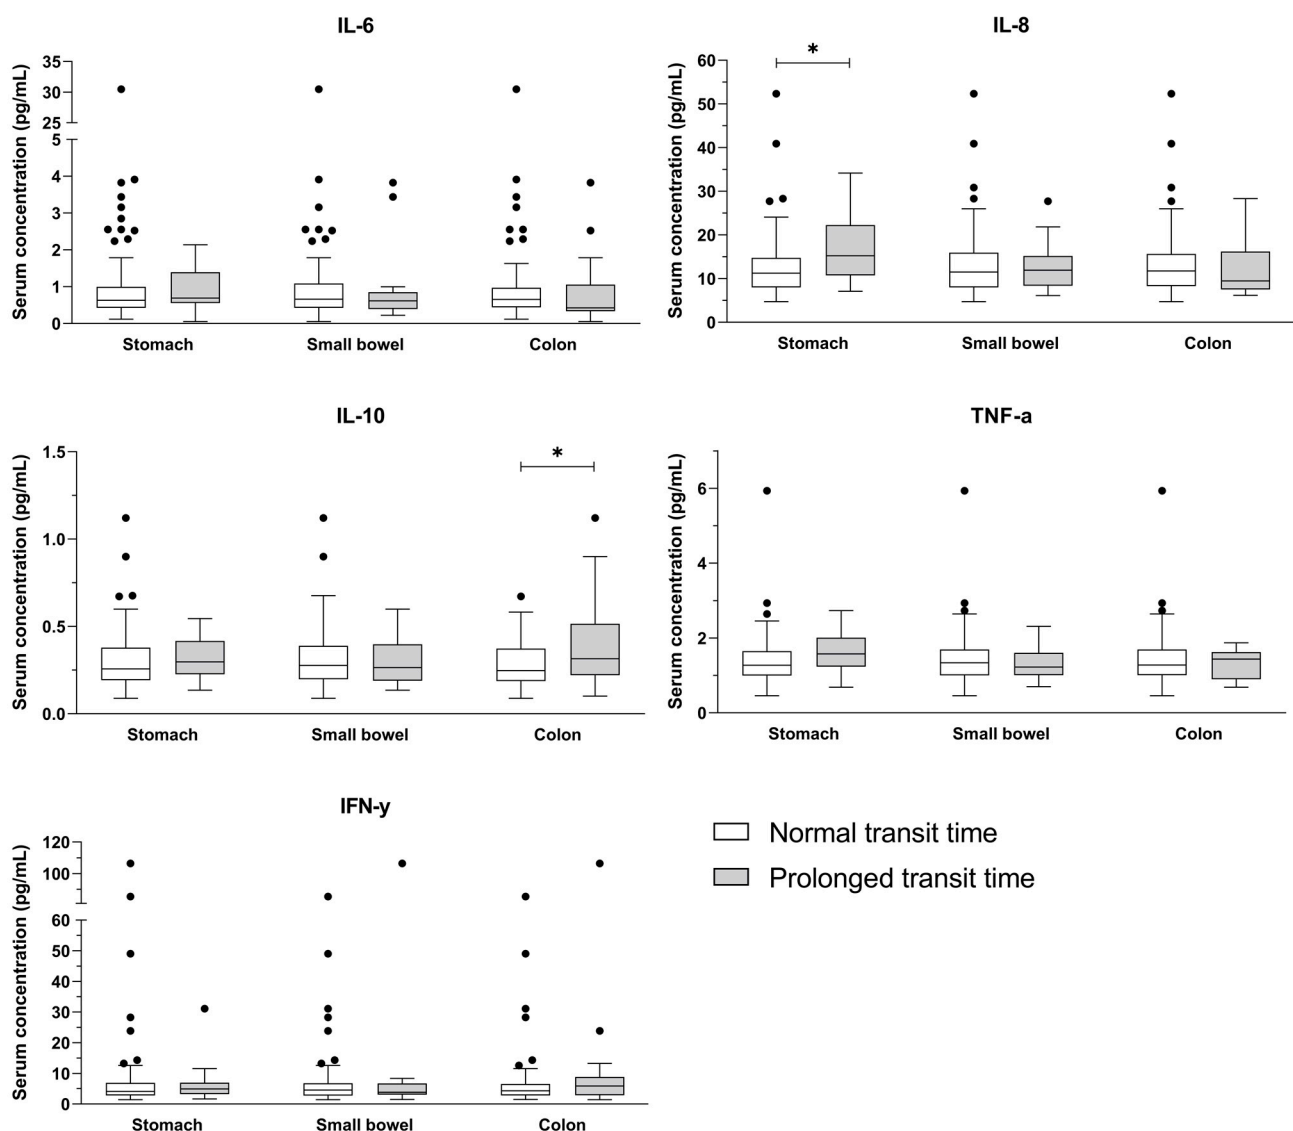 IL-6
Serum concentration (pg/mL)
35
30
25
5
4
3
2
1
0
Stomach Small bowel Colon
IL-8
*
Serum concentration (pg/mL)
60
50
40
30
20
10
0
Stomach Small bowel Colon
IL-10
*
Serum concentration (pg/mL)
1.5
1.0
0.5
0.0
Stomach Small bowel Colon
TNF-a
Serum concentration (pg/mL)
6
4
2
0
Stomach Small bowel Colon
IFN-y
Serum concentration (pg/mL)
120
100
60
50
40
30
20
10
0
Stomach Small bowel Colon
Normal transit time
Prolonged transit time